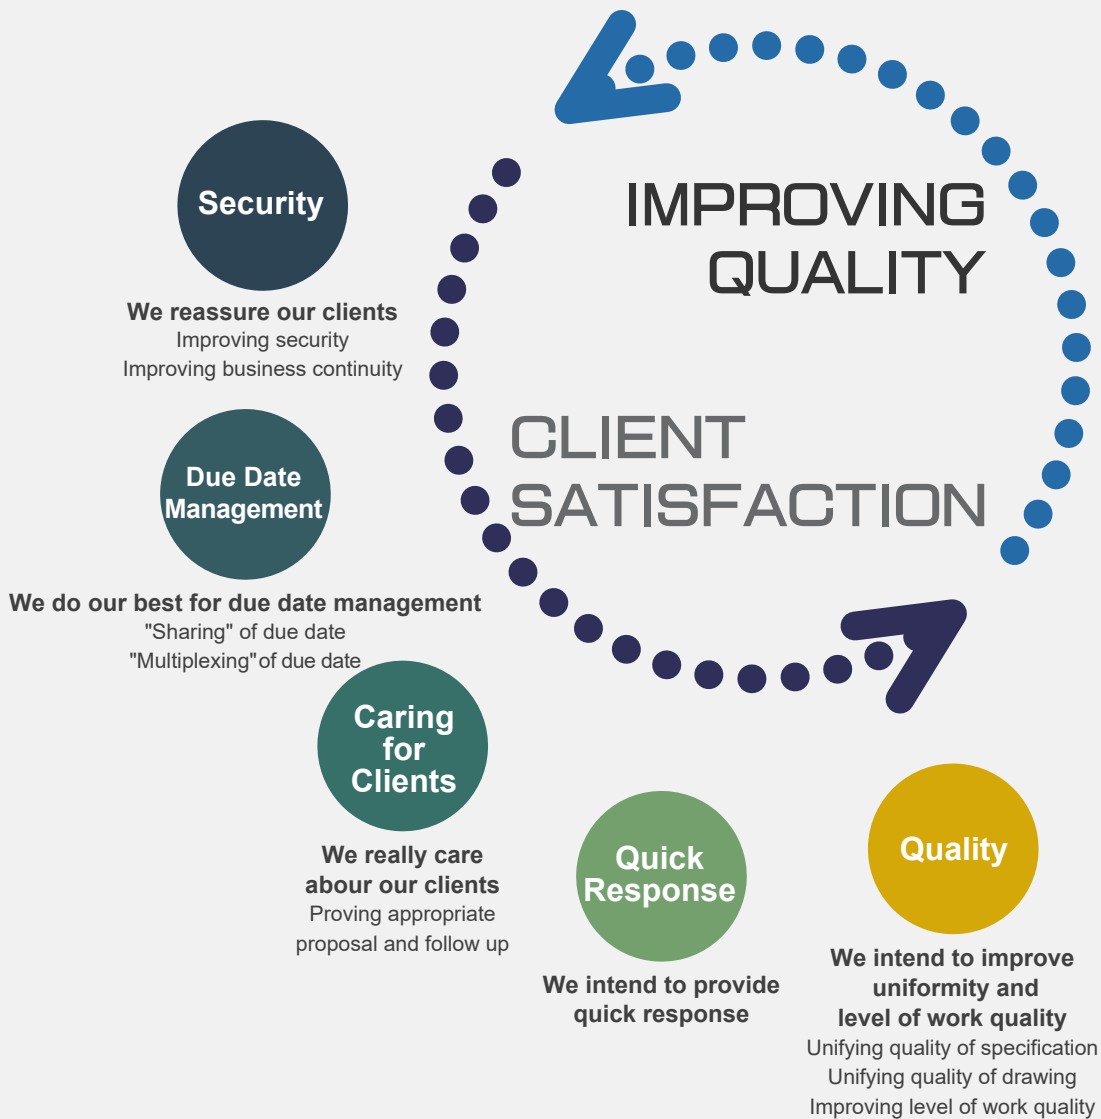 IMPROVING
QUALITY
CLIENT
SATISFACTION
Security
We reassure our clients
Improving security
Improving business continuity
Due Date
Management
We do our best for due date management
"Sharing" of due date
"Multiplexing" of due date
Caring
for
Clients
We really care
abour our clients
Proving appropriate
proposal and follow up
Quick
Response
We intend to provide
quick response
Quality
We intend to improve
uniformity and
level of work quality
Unifying quality of specification
Unifying quality of drawing
Improving level of work quality